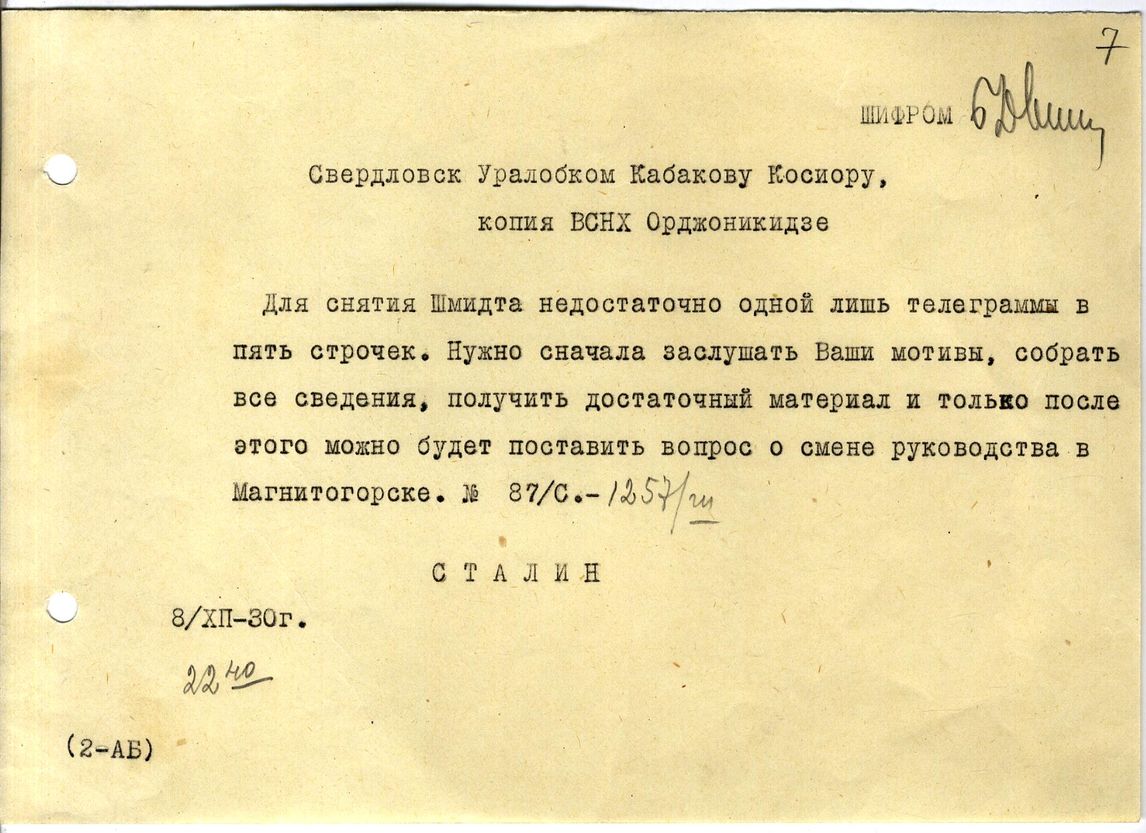 7
ШИФРОМ
Свердловск Уралобком Кабакову Косиору,
копия ВСНХ Орджоникидзе
Для снятия Шмидта недостаточно одной лишь телеграммы в
пять строчек. Нужно сначала заслушать Ваши мотивы, собрать
все сведения, получить достаточный материал и только после
этого можно будет поставить вопрос о смене руководства в
Магнитогорске. № 87/С.-1257/ш
СТАЛИН
8/ХП-30г.
22 40
(2-АБ)